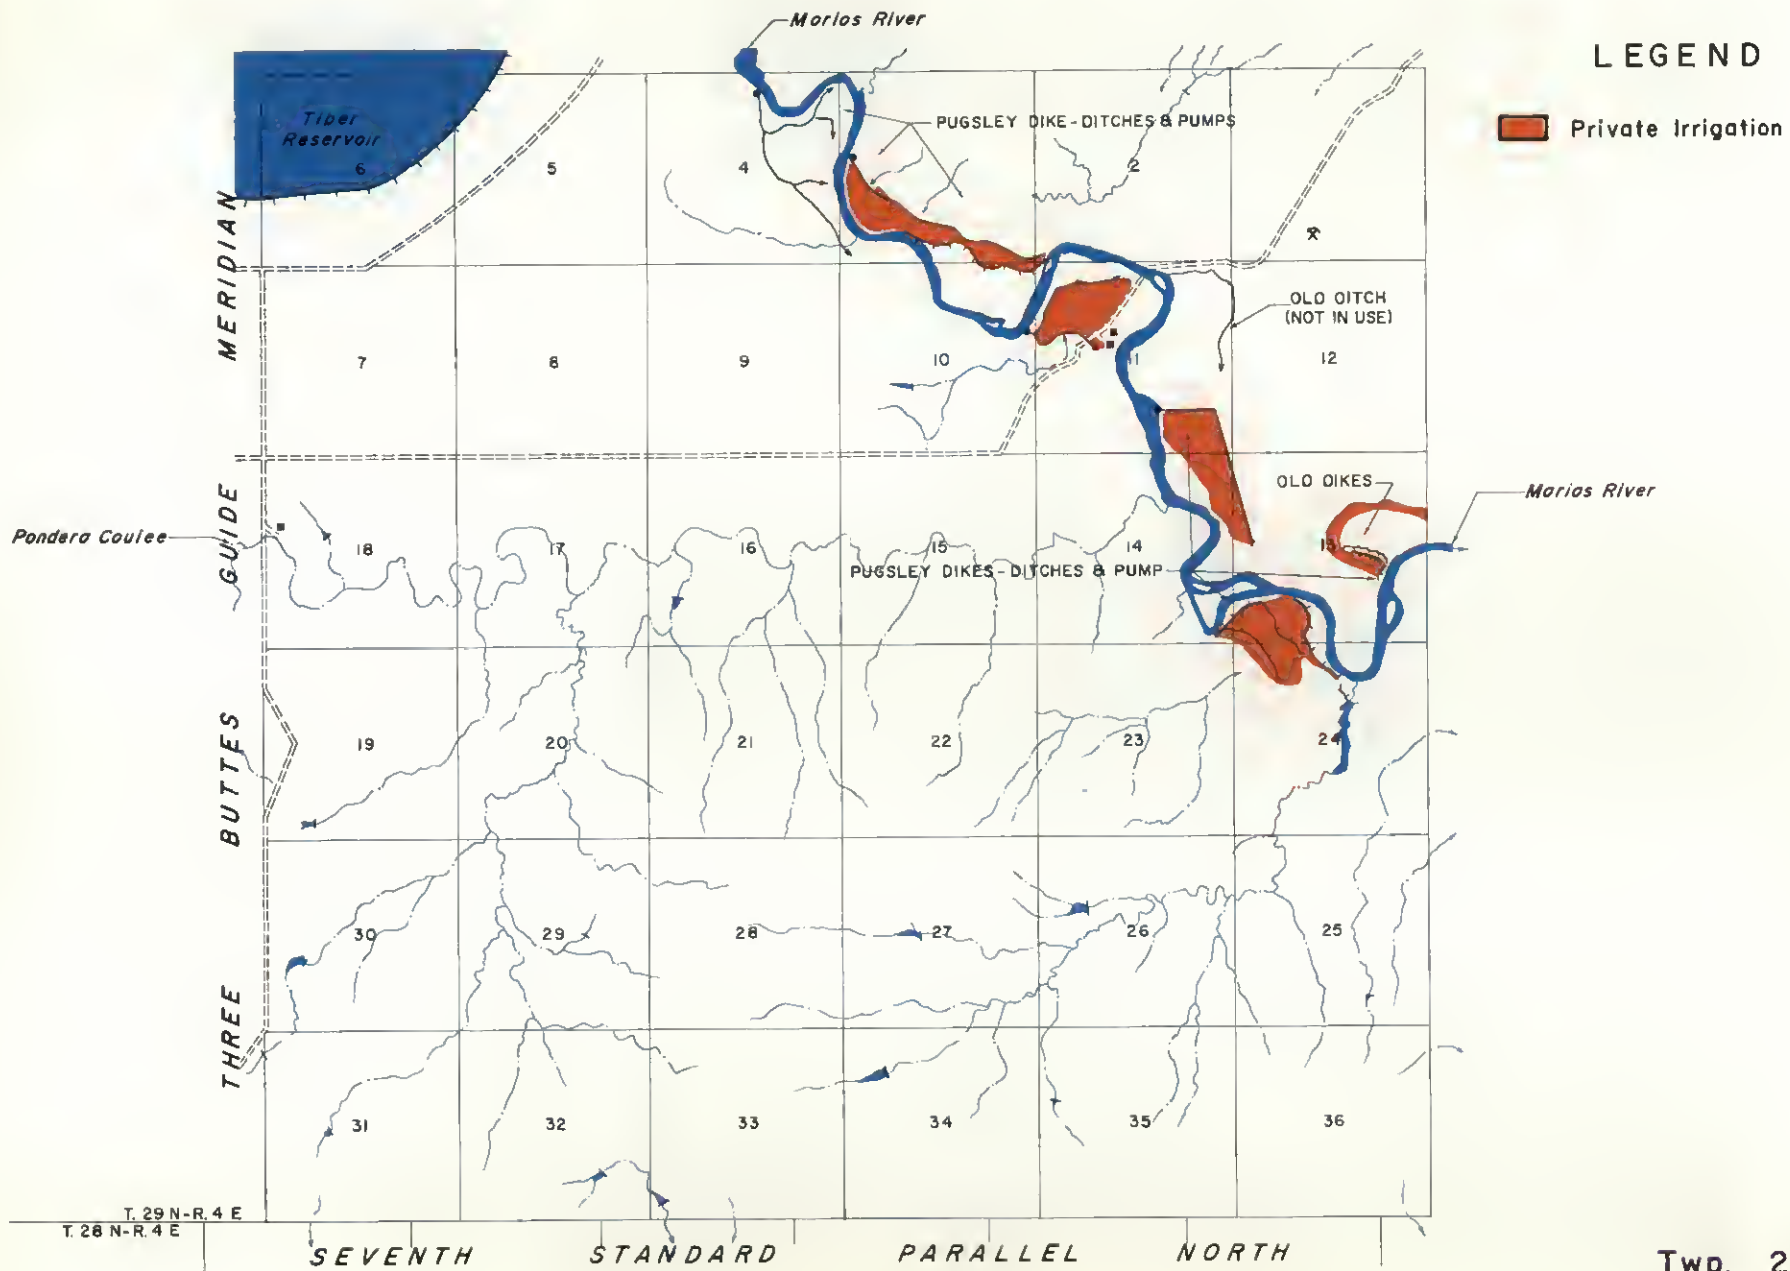 Marias River
LEGEND
Private Irrigation
Tiber
Reservoir
PUGSLEY DIKE-DITCHES & PUMPS
6
5
4
2
OLD DITCH
(NOT IN USE)
7
8
9
10
11
12
OLD DIKES
Marias River
Pondera Coulee
18
17
16
15
14
13
PUGSLEY DIKES-DITCHES & PUMP
19
20
21
22
23
24
30
29
28
27
26
25
31
32
33
34
35
36
THREE BUTTES GUIDE MERIDIAN
T. 29 N-R. 4 E
T. 28 N-R. 4 E
SEVENTH STANDARD PARALLEL NORTH
Twp. 2